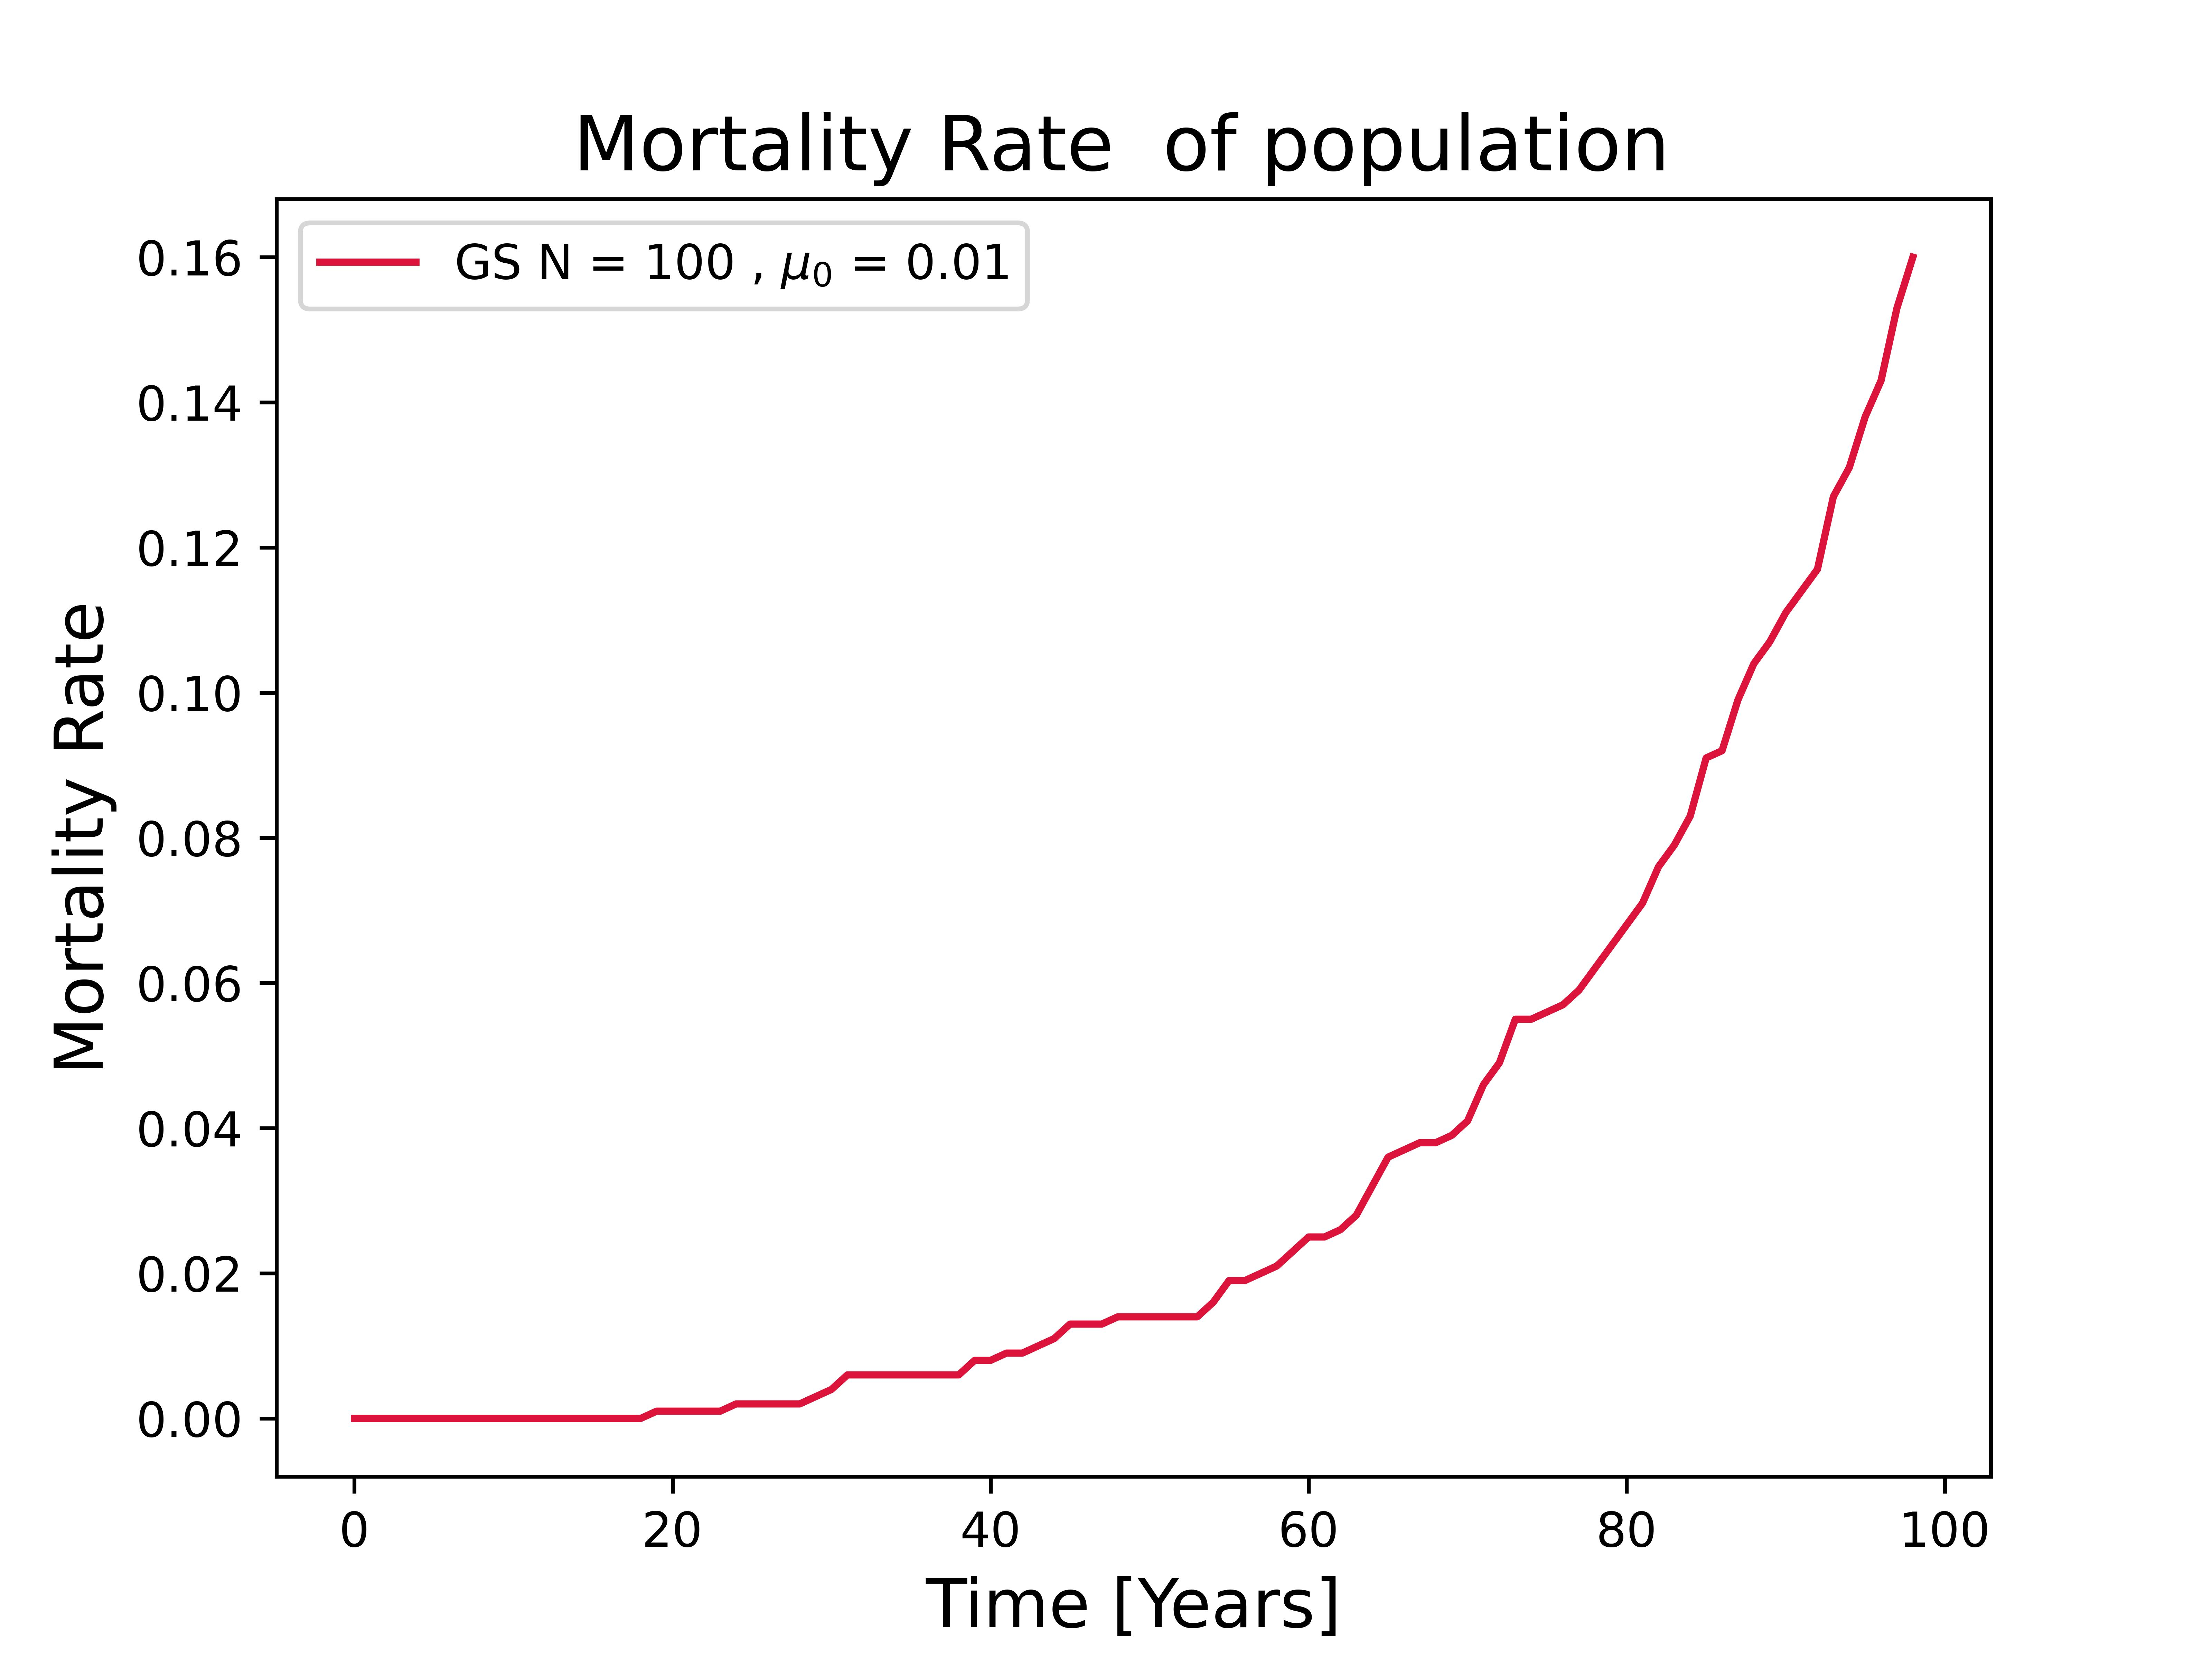 Mortality Rate  of population
GS N = 100 , μ₀ = 0.01
Mortality Rate
0.16
0.14
0.12
0.10
0.08
0.06
0.04
0.02
0.00
0 20 40 60 80 100
Time [Years]